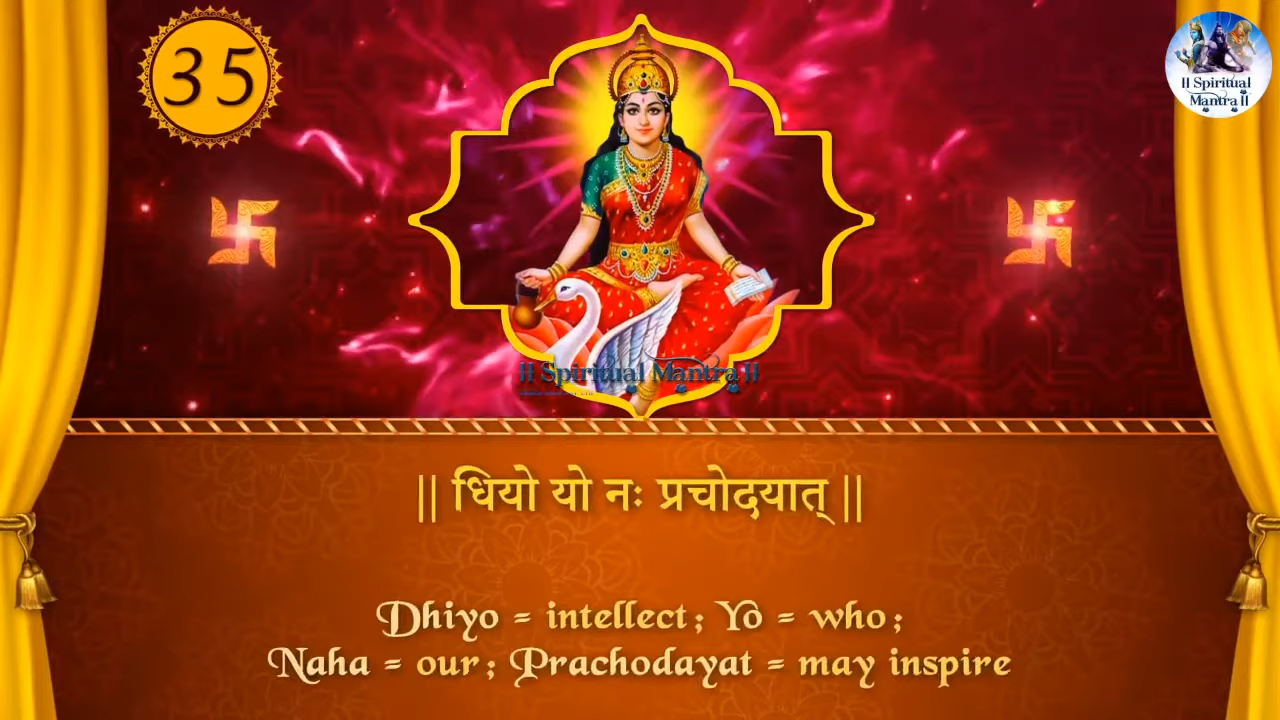 35
|| Spiritual
Mantra ||
|| Spiritual Mantra ||
|| धियो यो नः प्रचोदयात् ||
Dhiyo = intellect; Yo = who;
Naha = our; Prachodayat = may inspire